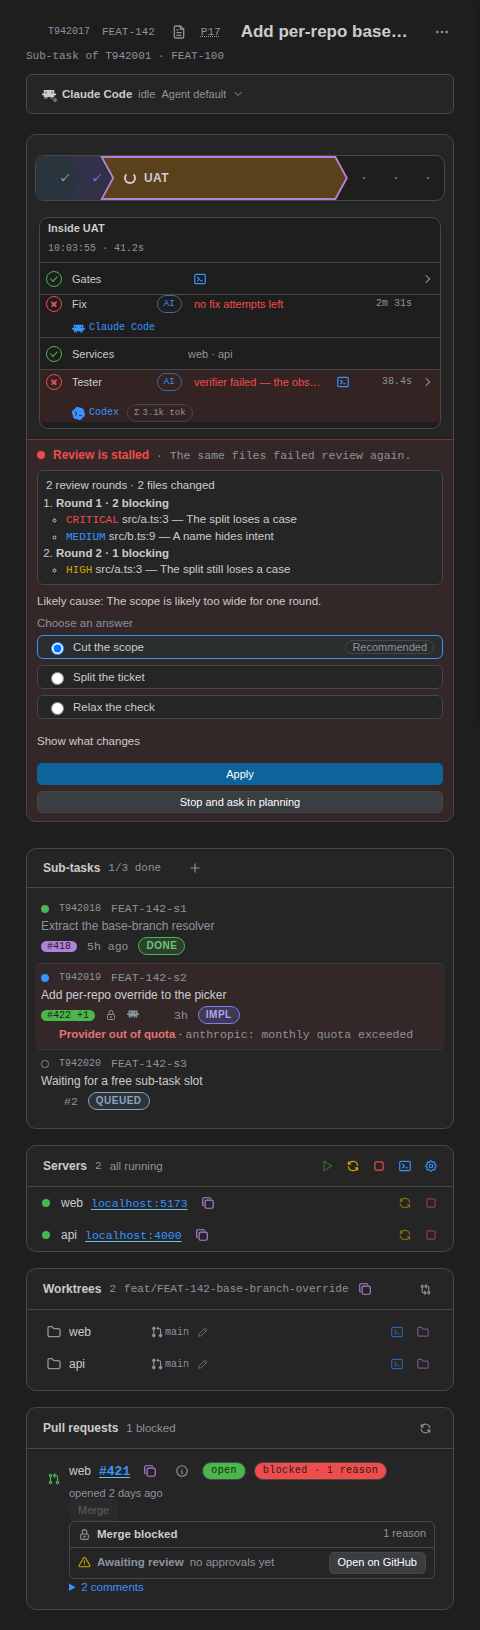 T942017 FEAT-142 P17 Add per-repo base…
Sub-task of T942001 · FEAT-100
Claude Code idle Agent default
UAT
Inside UAT
10:03:55 · 41.2s
Gates
Fix AI no fix attempts left 2m 31s
Claude Code
Services web · api
Tester AI verifier failed — the obs… 38.4s
Codex Σ 3.1k tok
Review is stalled · The same files failed review again.
2 review rounds · 2 files changed
1. Round 1 · 2 blocking
CRITICAL src/a.ts:3 — The split loses a case
MEDIUM src/b.ts:9 — A name hides intent
2. Round 2 · 1 blocking
HIGH src/a.ts:3 — The split still loses a case
Likely cause: The scope is likely too wide for one round.
Choose an answer
Cut the scope Recommended
Split the ticket
Relax the check
Show what changes
Apply
Stop and ask in planning
Sub-tasks 1/3 done
T942018 FEAT-142-s1
Extract the base-branch resolver
#418 5h ago DONE
T942019 FEAT-142-s2
Add per-repo override to the picker
#422 +1 3h IMPL
Provider out of quota · anthropic: monthly quota exceeded
T942020 FEAT-142-s3
Waiting for a free sub-task slot
#2 QUEUED
Servers 2 all running
web localhost:5173
api localhost:4000
Worktrees 2 feat/FEAT-142-base-branch-override
web main
api main
Pull requests 1 blocked
web #421 open blocked · 1 reason
opened 2 days ago
Merge
Merge blocked 1 reason
Awaiting review no approvals yet Open on GitHub
2 comments